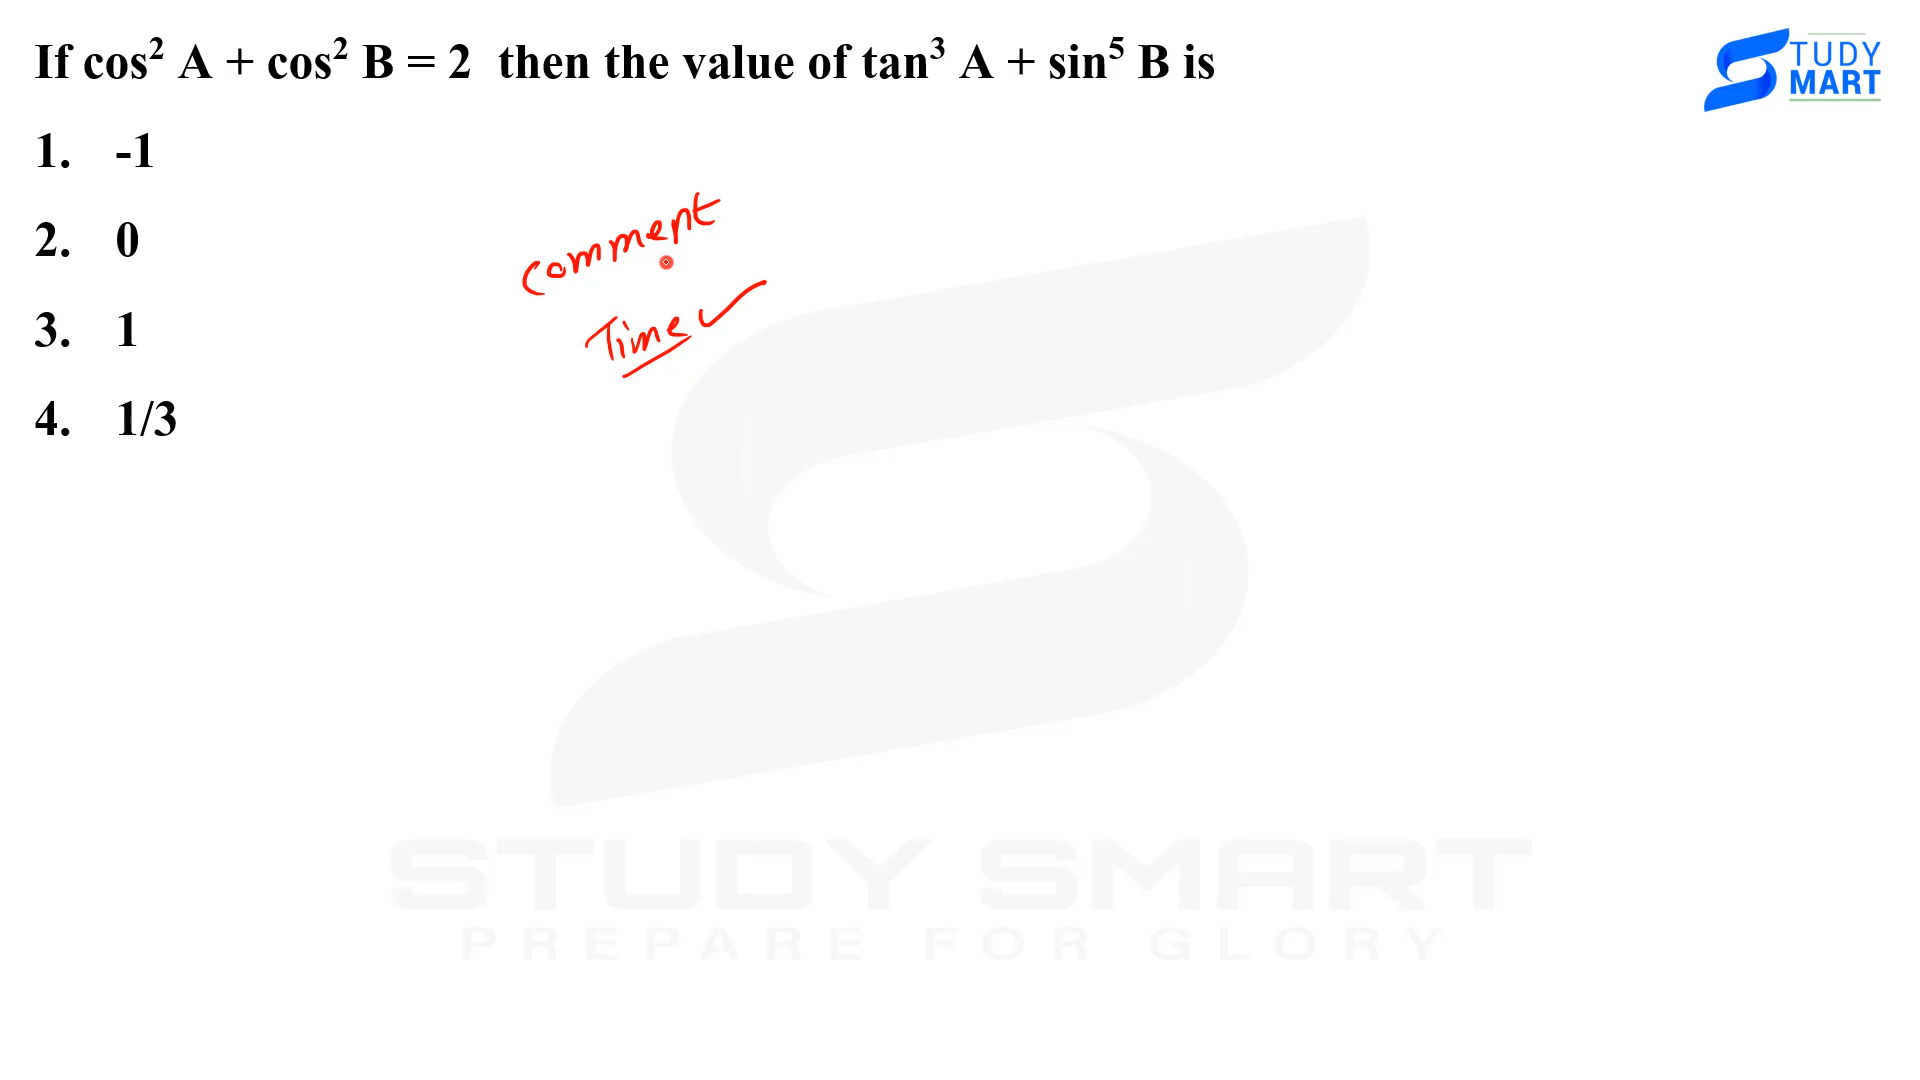 If cos² A + cos² B = 2 then the value of tan³ A + sin⁵ B is
STUDY
MART
1. -1
2. 0
3. 1
4. 1/3
comment
Time
STUDY SMART
PREPARE FOR GLORY